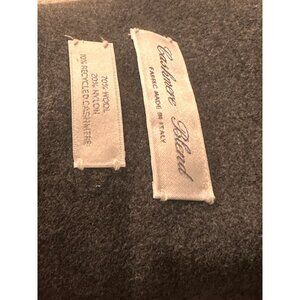 70% WOOL
20% NYLON
10% RECYCLED CASHMERE
Cashmere Blend
FABRIC MADE IN ITALY